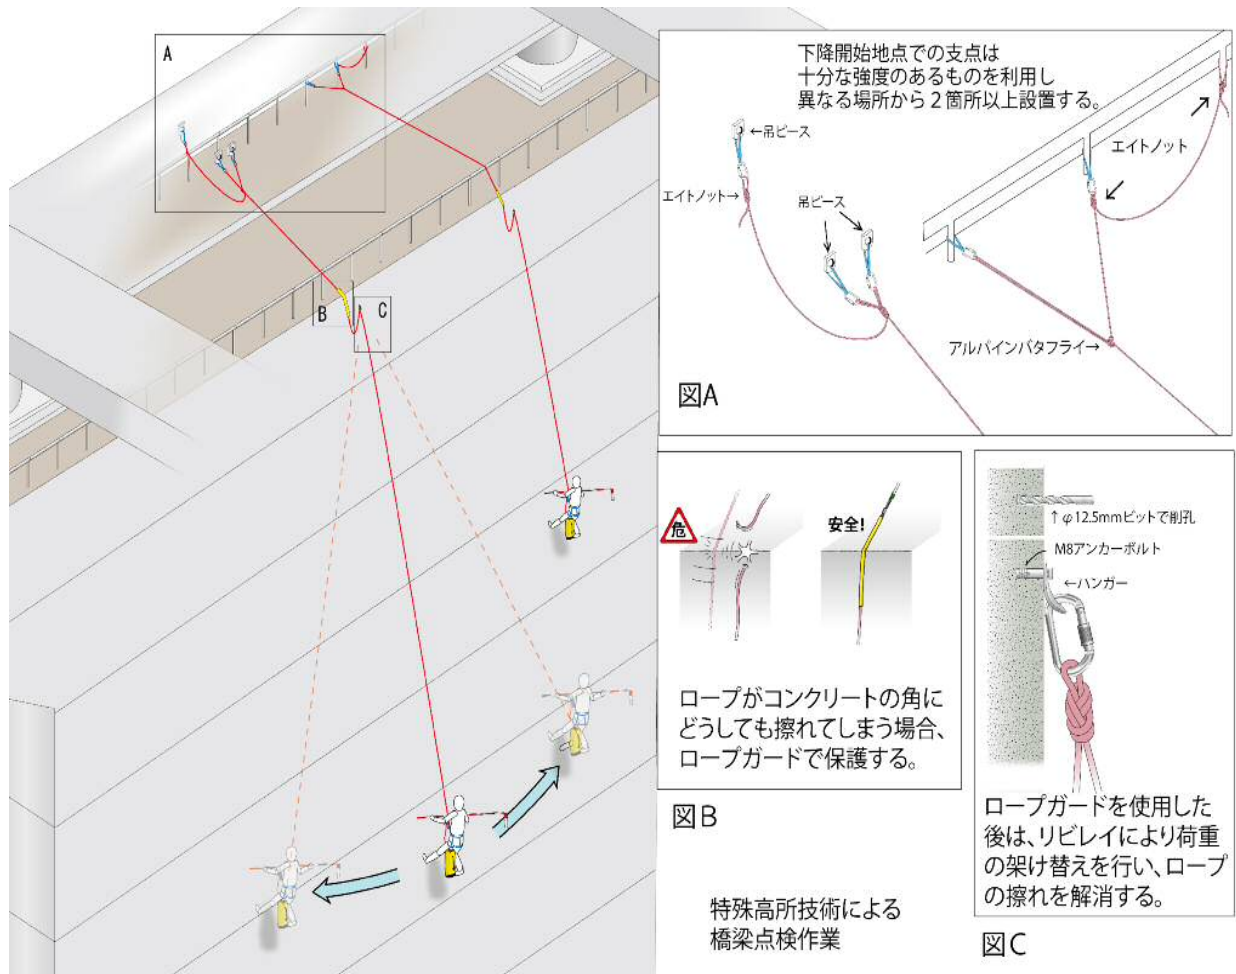 A
B
C
下降開始地点での支点は
十分な強度のあるものを利用し
異なる場所から2箇所以上設置する。
←吊ピース
エイトノット→
吊ピース
エイトノット
アルパインバタフライ→
図A
危
安全!
ロープがコンクリートの角に
どうしても擦れてしまう場合、
ロープガードで保護する。
図B
↑φ12.5mmビットで削孔
M8アンカーボルト
←ハンガー
ロープガードを使用した
後は、リビレイにより荷重
の架け替えを行い、ロープ
の擦れを解消する。
図C
特殊高所技術による
橋梁点検作業